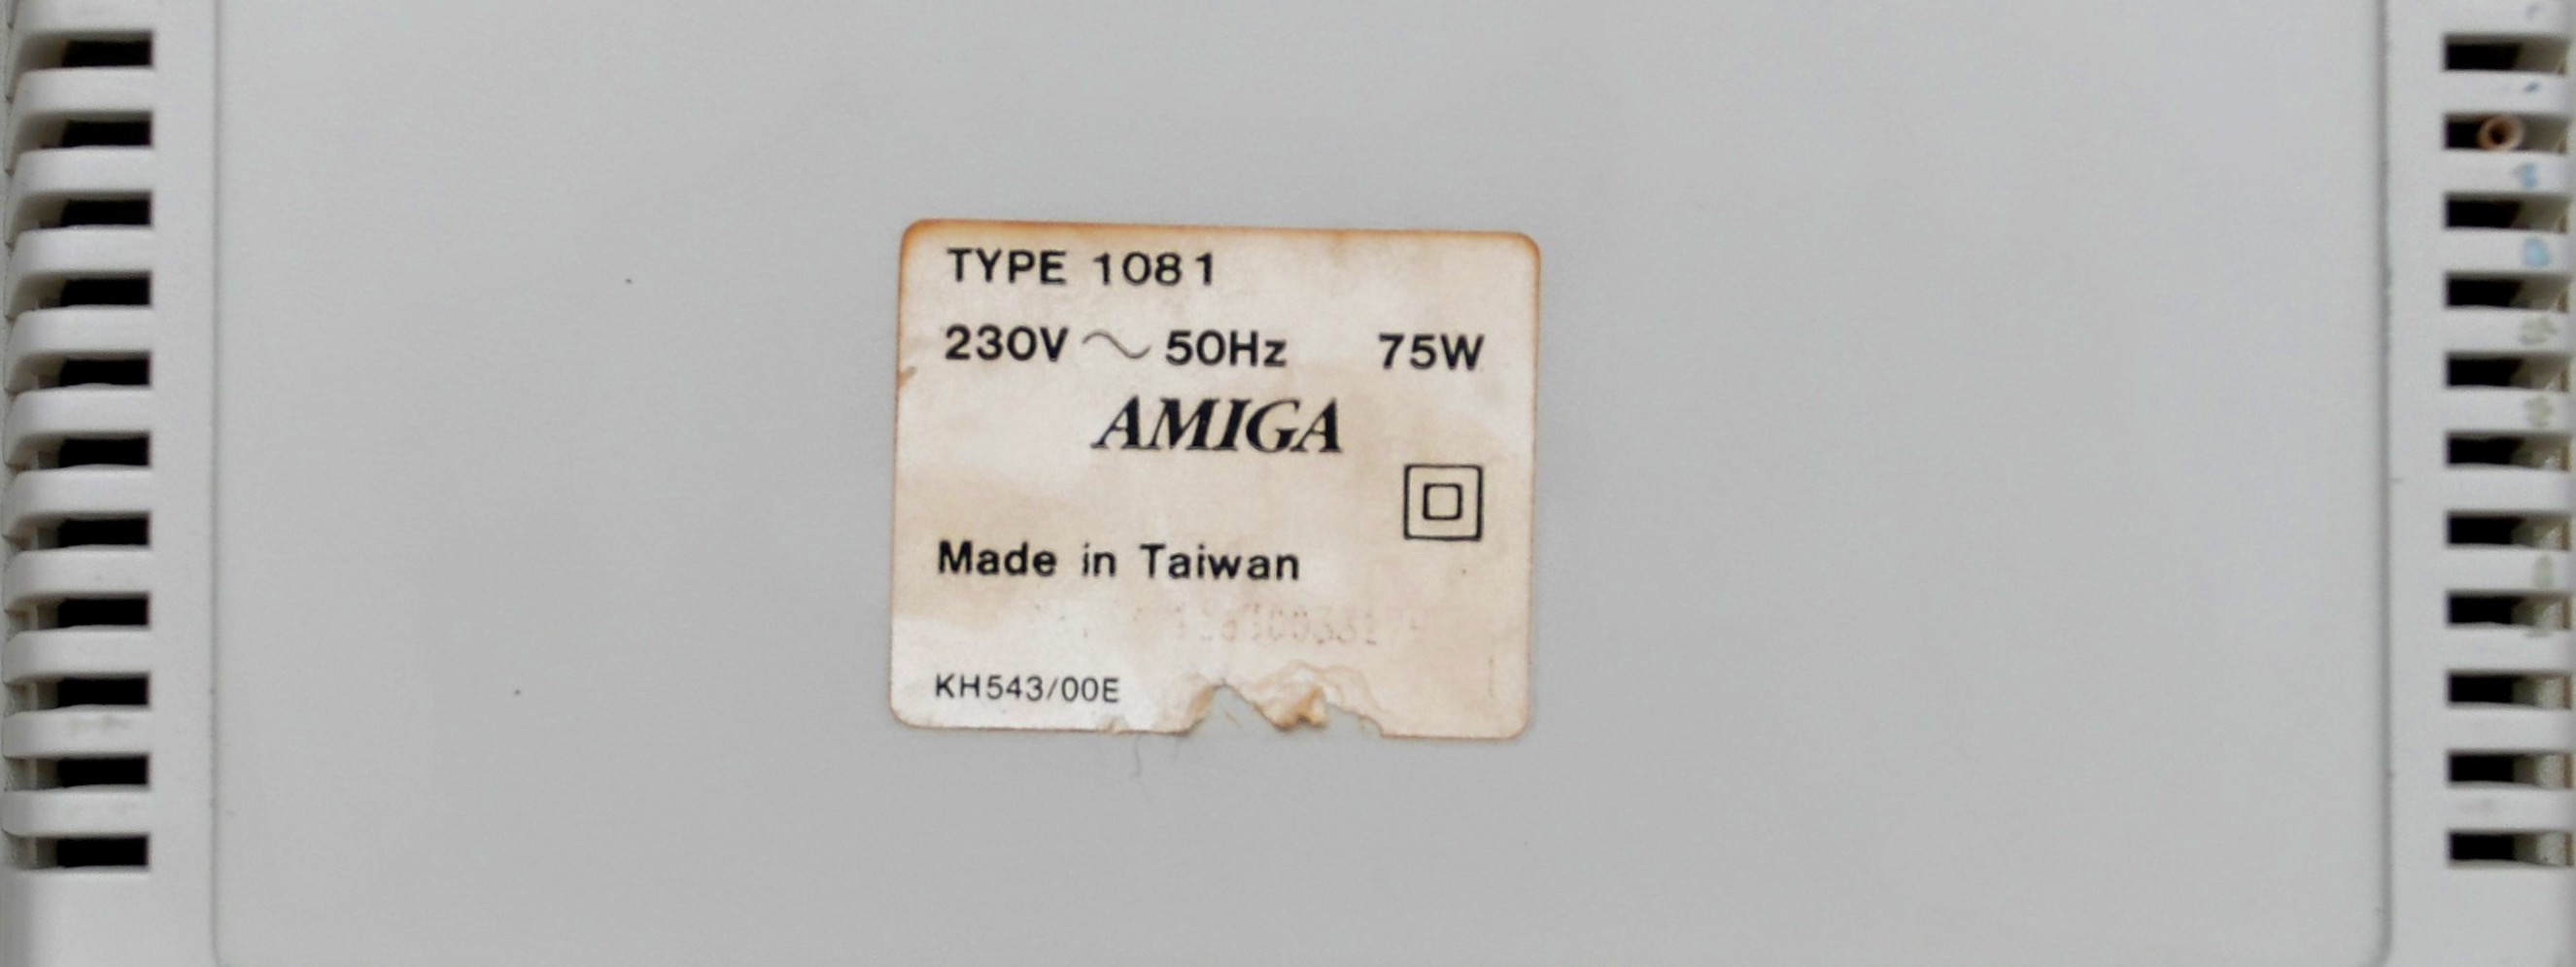 TYPE 1081
230V ~ 50Hz 75W
AMIGA
Made in Taiwan
KH543/00E